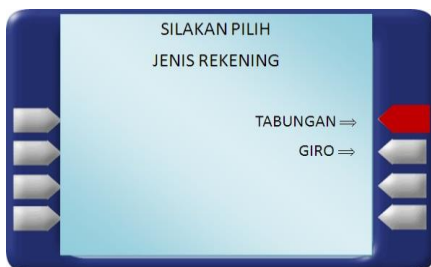 SILAKAN PILIH
JENIS REKENING
TABUNGAN ⇒
GIRO ⇒